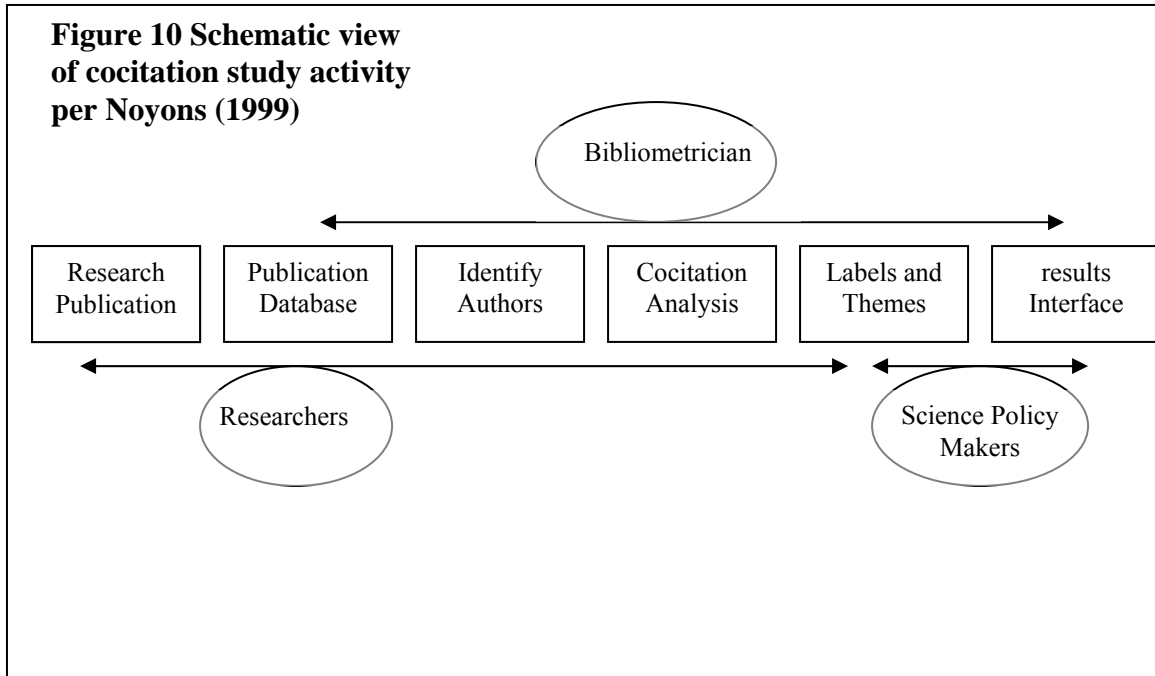 Figure 10 Schematic view
of cocitation study activity
per Noyons (1999)
Bibliometrician
Research
Publication
Publication
Database
Identify
Authors
Cocitation
Analysis
Labels and
Themes
results
Interface
Researchers
Science Policy
Makers